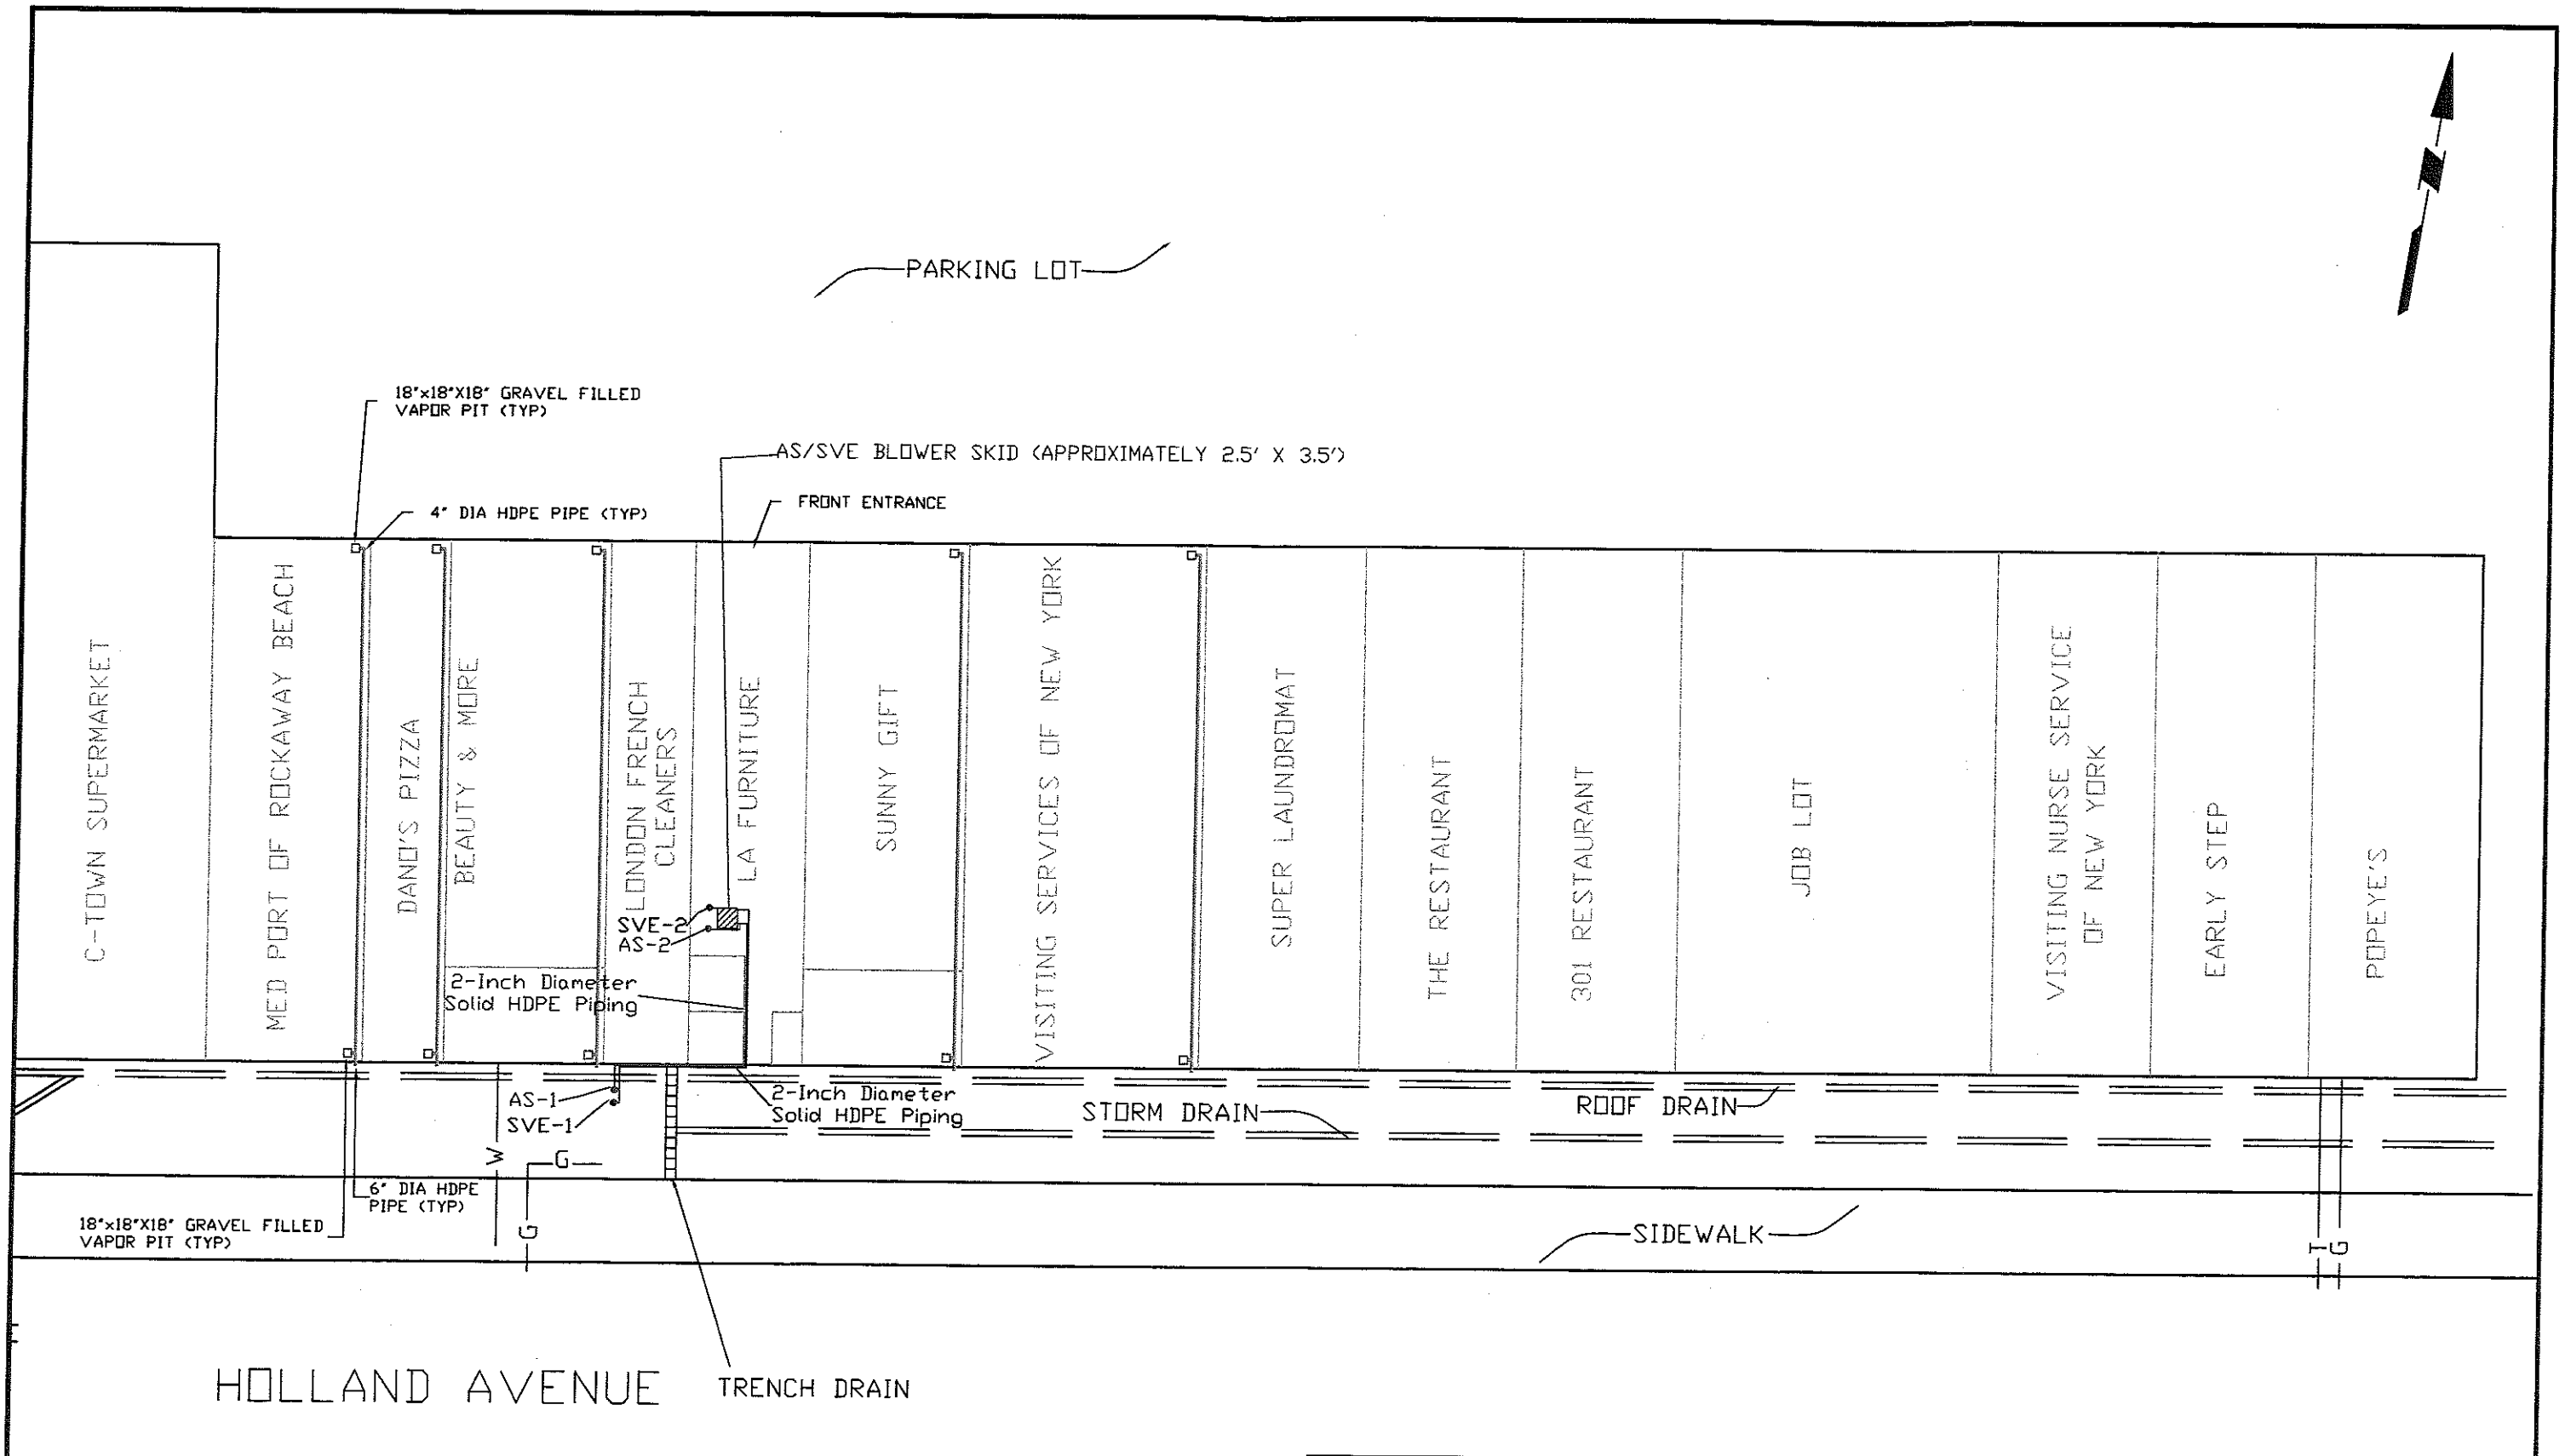 PARKING LOT
18"x18"X18" GRAVEL FILLED
VAPOR PIT (TYP)
AS/SVE BLOWER SKID (APPROXIMATELY 2.5' X 3.5')
FRONT ENTRANCE
4" DIA HDPE PIPE (TYP)
C-TOWN SUPERMARKET
MED PORT OF ROCKAWAY BEACH
DANO'S PIZZA
BEAUTY & MORE
LONDON FRENCH
CLEANERS
LA FURNITURE
SUNNY GIFT
VISITING SERVICES OF NEW YORK
SUPER LAUNDROMAT
THE RESTAURANT
301 RESTAURANT
JOB LOT
VISITING NURSE SERVICE
OF NEW YORK
EARLY STEP
POPEYE'S
SVE-2
AS-2
2-Inch Diameter
Solid HDPE Piping
AS-1
SVE-1
2-Inch Diameter
Solid HDPE Piping
STORM DRAIN
ROOF DRAIN
W
G
G
6" DIA HDPE
PIPE (TYP)
18"x18"X18" GRAVEL FILLED
VAPOR PIT (TYP)
SIDEWALK
T
G
HOLLAND AVENUE
TRENCH DRAIN
N